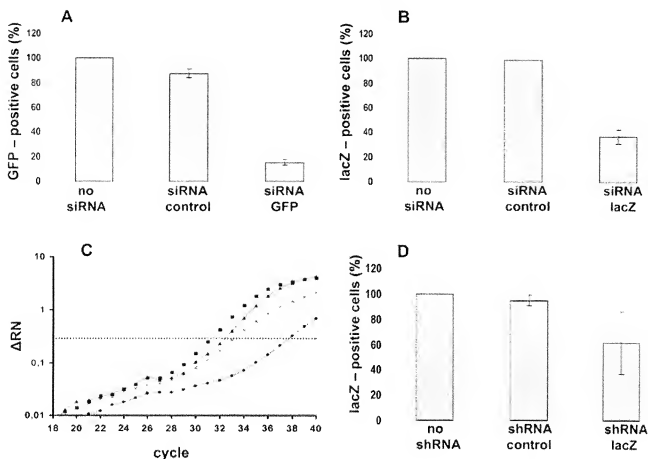 A
GFP – positive cells (%)
120
100
80
60
40
20
0
no siRNA
siRNA control
siRNA GFP
B
lacZ – positive cells (%)
120
100
80
60
40
20
0
no siRNA
siRNA control
siRNA lacZ
C
ΔRN
10
1
0.1
0.01
18 20 22 24 26 28 30 32 34 36 38 40
cycle
D
lacZ – positive cells (%)
120
100
80
60
40
20
0
no shRNA
shRNA control
shRNA lacZ